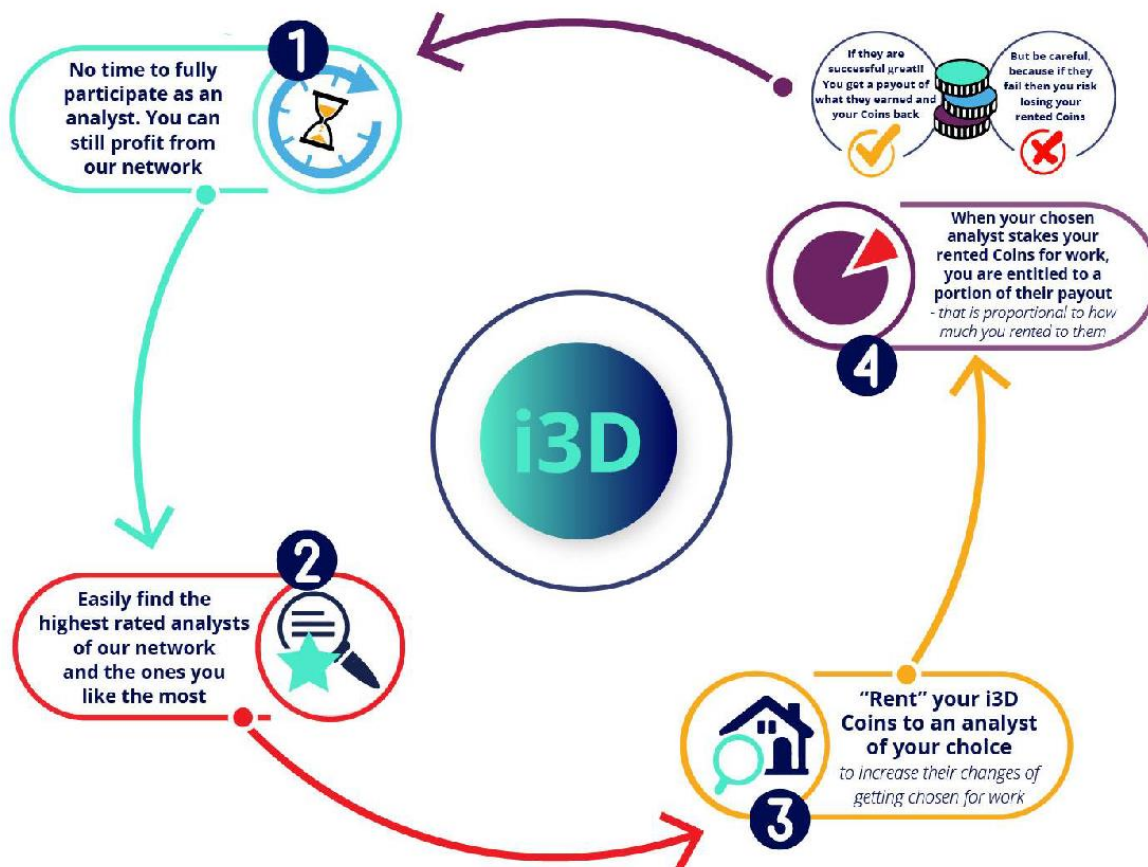 1
No time to fully
participate as an
analyst. You can
still profit from
our network
2
Easily find the
highest rated analysts
of our network
and the ones you
like the most
3
“Rent” your i3D
Coins to an analyst
of your choice
to increase their changes of
getting chosen for work
4
When your chosen
analyst stakes your
rented Coins for work,
you are entitled to a
portion of their payout
- that is proportional to how
much you rented to them
If they are
successful great!!
You get a payout of
what they earned and
your Coins back
But be careful,
because if they
fail then you risk
losing your
rented Coins
i3D